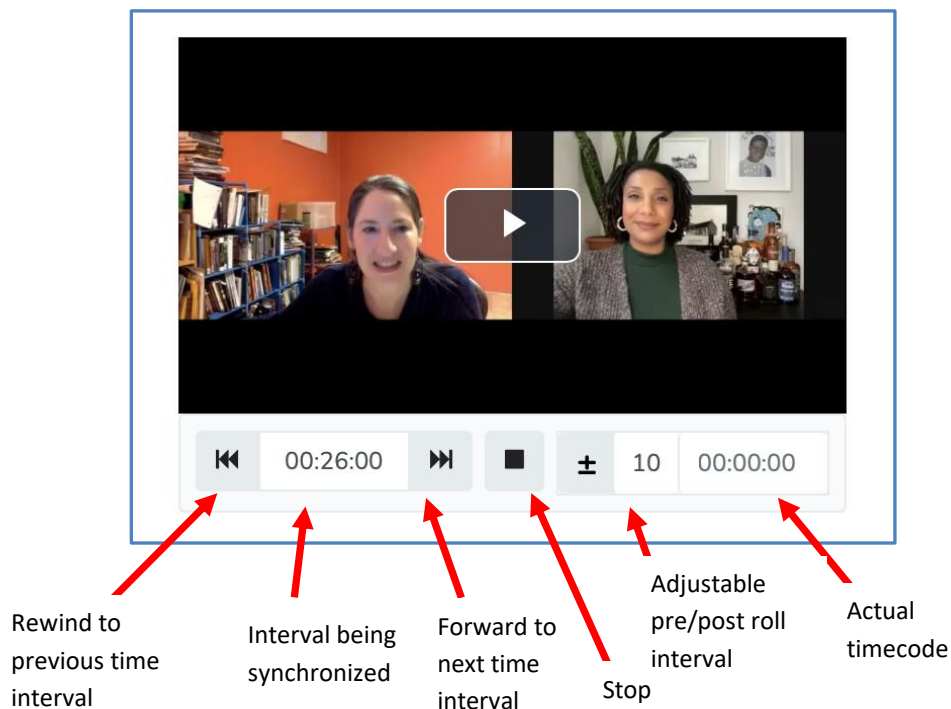 00:26:00
± 10 00:00:00
Rewind to
previous time
interval
Interval being
synchronized
Forward to
next time
interval
Stop
Adjustable
pre/post roll
interval
Actual
timecode